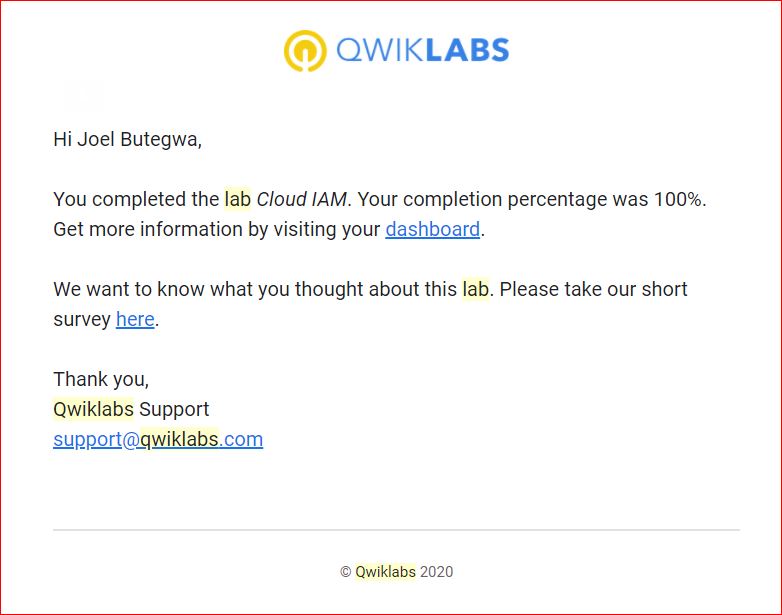 QWIKLABS
Hi Joel Butegwa,
You completed the lab Cloud IAM. Your completion percentage was 100%.
Get more information by visiting your dashboard.
We want to know what you thought about this lab. Please take our short
survey here.
Thank you,
Qwiklabs Support
support@qwiklabs.com
© Qwiklabs 2020